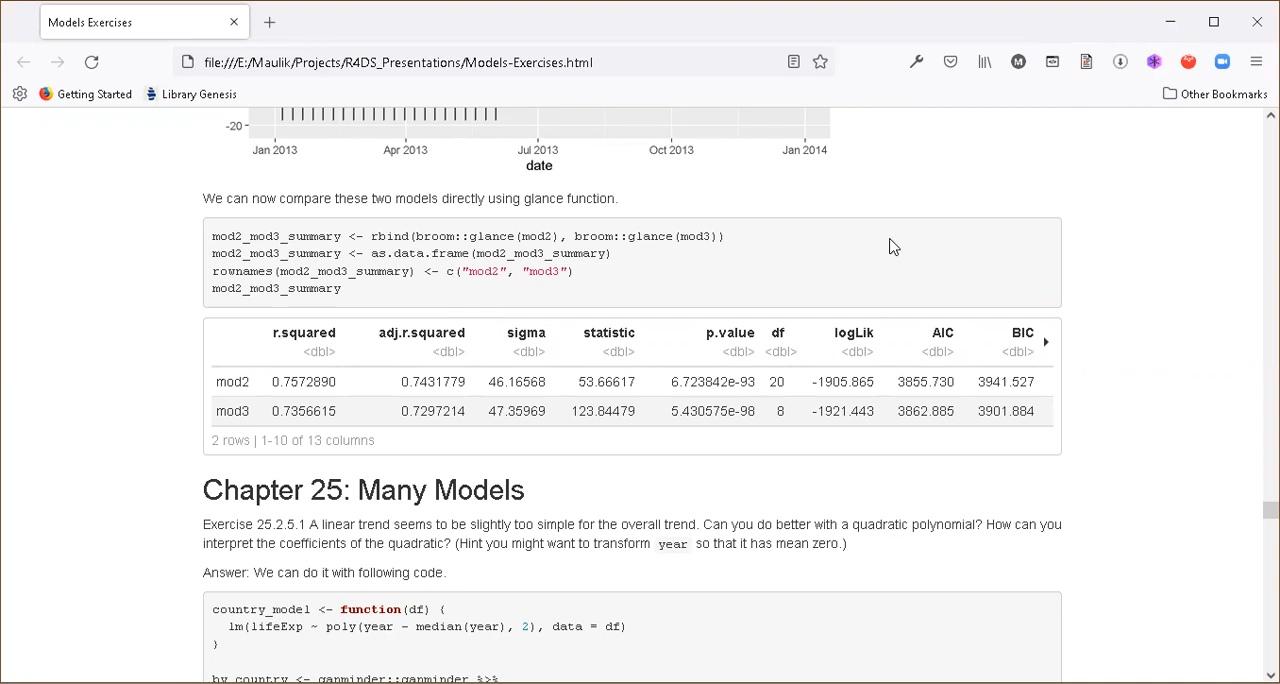 Models Exercises
file:///E:/Maulik/Projects/R4DS_Presentations/Models-Exercises.html
Getting Started
Library Genesis
Other Bookmarks
-20
Jan 2013
Apr 2013
Jul 2013
Oct 2013
Jan 2014
date
We can now compare these two models directly using glance function.
mod2_mod3_summary <- rbind(broom::glance(mod2), broom::glance(mod3))
mod2_mod3_summary <- as.data.frame(mod2_mod3_summary)
rownames(mod2_mod3_summary) <- c("mod2", "mod3")
mod2_mod3_summary
r.squared adj.r.squared sigma statistic p.value df logLik AIC BIC
<dbl> <dbl> <dbl> <dbl> <dbl> <dbl> <dbl> <dbl> <dbl>
mod2 0.7572890 0.7431779 46.16568 53.66617 6.723842e-93 20 -1905.865 3855.730 3941.527
mod3 0.7356615 0.7297214 47.35969 123.84479 5.430575e-98 8 -1921.443 3862.885 3901.884
2 rows | 1-10 of 13 columns
Chapter 25: Many Models
Exercise 25.2.5.1 A linear trend seems to be slightly too simple for the overall trend. Can you do better with a quadratic polynomial? How can you
interpret the coefficients of the quadratic? (Hint you might want to transform year so that it has mean zero.)
Answer: We can do it with following code.
country_model <- function(df) {
lm(lifeExp ~ poly(year - median(year), 2), data = df)
}
by_country <- gapminder::gapminder %>%